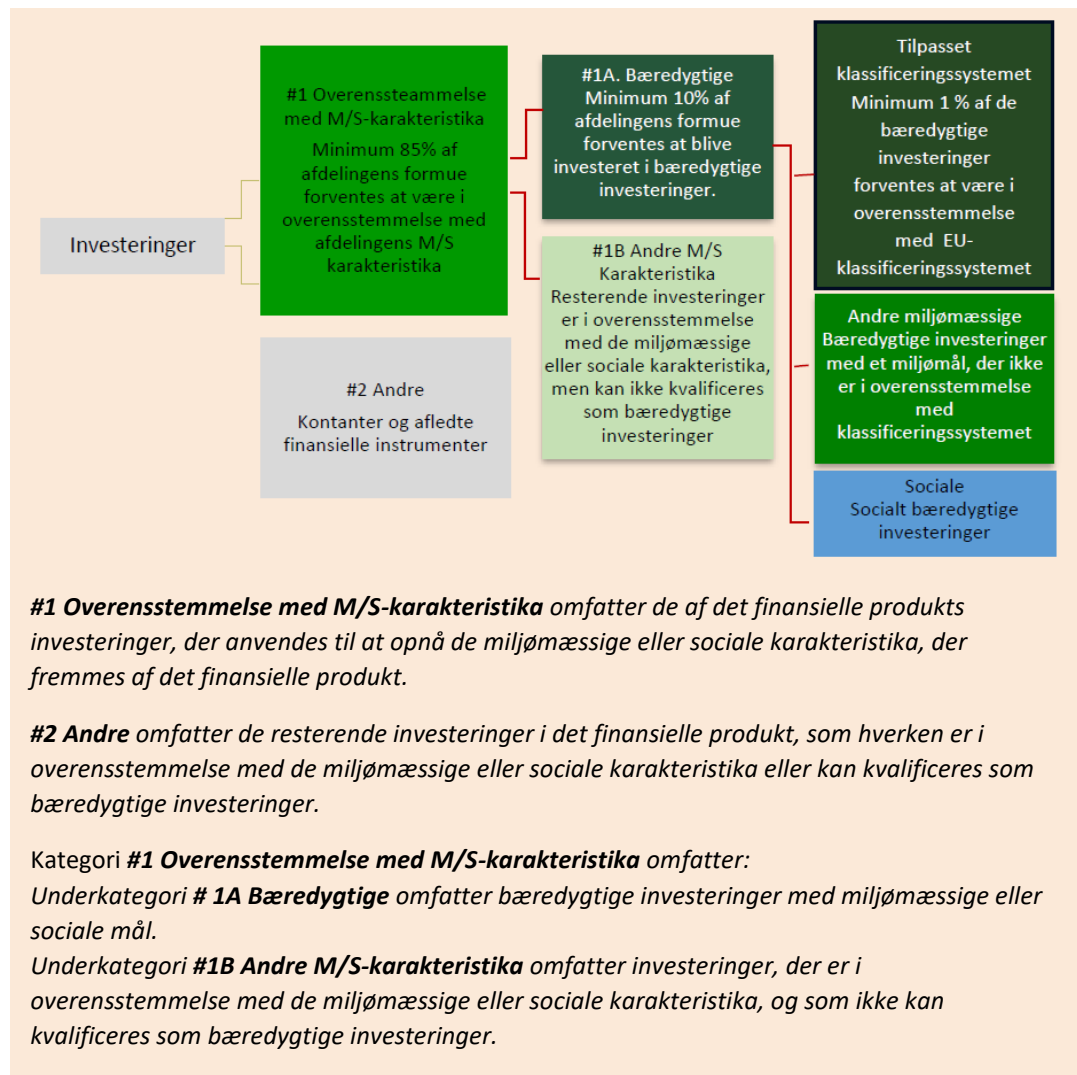 Investeringer
#1 Overenssteammelse
med M/S-karakteristika
Minimum 85% af
afdelingens formue
forventes at være i
overensstemmelse med
afdelingens M/S
karakteristika
#2 Andre
Kontanter og afledte
finansielle instrumenter
#1A. Bæredygtige
Minimum 10% af
afdelingens formue
forventes at blive
investeret i bæredygtige
investeringer.
#1B Andre M/S
Karakteristika
Resterende investeringer
er i overensstemmelse
med de miljømæssige
eller sociale karakteristika,
men kan ikke kvalificeres
som bæredygtige
investeringer
Tilpasset
klassificeringssystemet
Minimum 1 % af de
bæredygtige
investeringer
forventes at være i
overensstemmelse
med EU-
klassificeringssystemet
Andre miljømæssige
Bæredygtige investeringer
med et miljømål, der ikke
er i overensstemmelse
med
klassificeringssystemet
Sociale
Socialt bæredygtige
investeringer
#1 Overensstemmelse med M/S-karakteristika omfatter de af det finansielle produkts
investeringer, der anvendes til at opnå de miljømæssige eller sociale karakteristika, der
fremmes af det finansielle produkt.
#2 Andre omfatter de resterende investeringer i det finansielle produkt, som hverken er i
overensstemmelse med de miljømæssige eller sociale karakteristika eller kan kvalificeres som
bæredygtige investeringer.
Kategori #1 Overensstemmelse med M/S-karakteristika omfatter:
Underkategori # 1A Bæredygtige omfatter bæredygtige investeringer med miljømæssige eller
sociale mål.
Underkategori #1B Andre M/S-karakteristika omfatter investeringer, der er i
overensstemmelse med de miljømæssige eller sociale karakteristika, og som ikke kan
kvalificeres som bæredygtige investeringer.